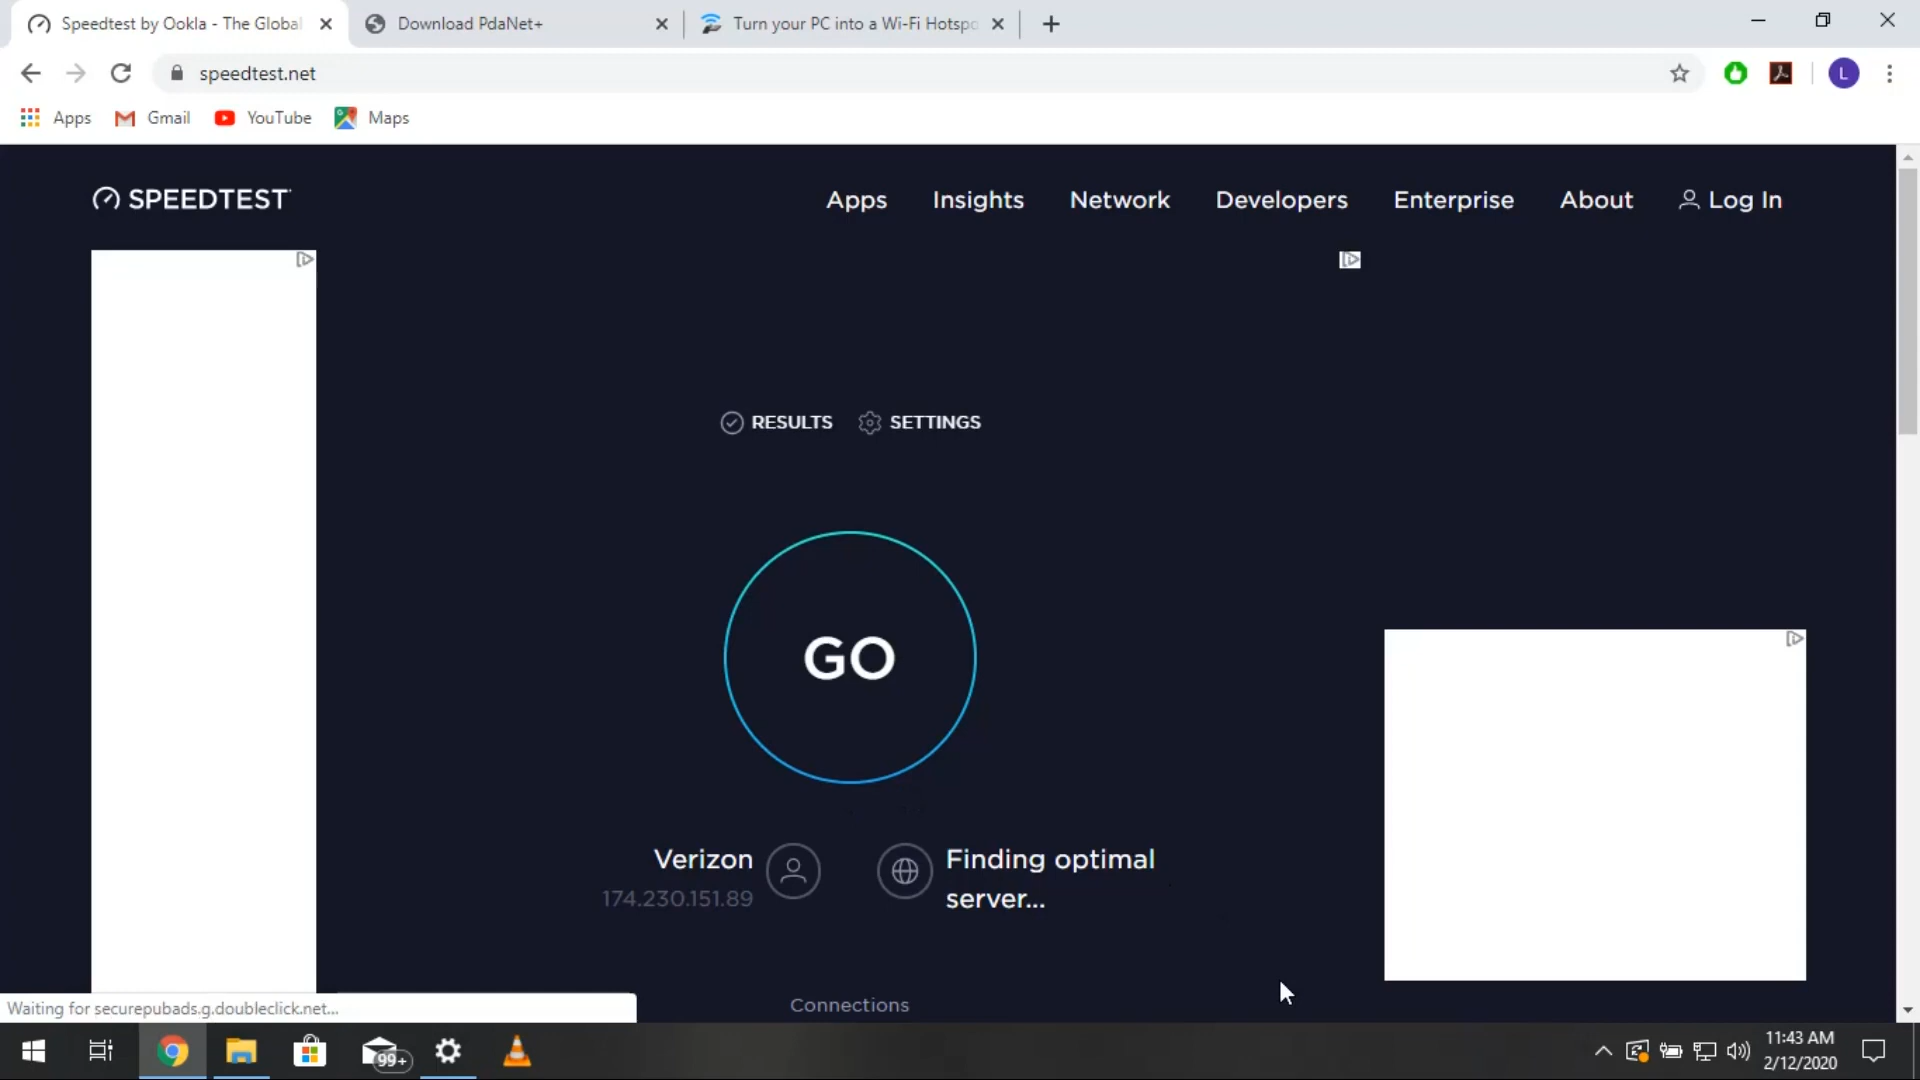 Speedtest by Ookla - The Global
Download PdaNet+
Turn your PC into a Wi-Fi Hotspo
speedtest.net
L
Apps
Gmail
YouTube
Maps
SPEEDTEST
Apps
Insights
Network
Developers
Enterprise
About
Log In
RESULTS
SETTINGS
GO
Verizon
174.230.151.89
Finding optimal
server...
Connections
Waiting for securepubads.g.doubleclick.net...
99+
11:43 AM
2/12/2020